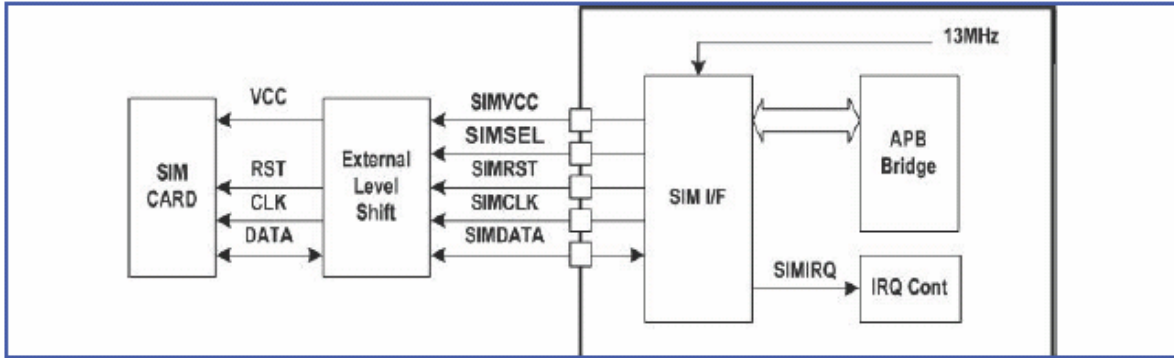 13MHz
VCC
SIMVCC
SIMSEL
RST
SIMRST
CLK
SIMCLK
DATA
SIMDATA
SIM
CARD
External
Level
Shift
SIM I/F
APB
Bridge
SIMIRQ
IRQ Cont